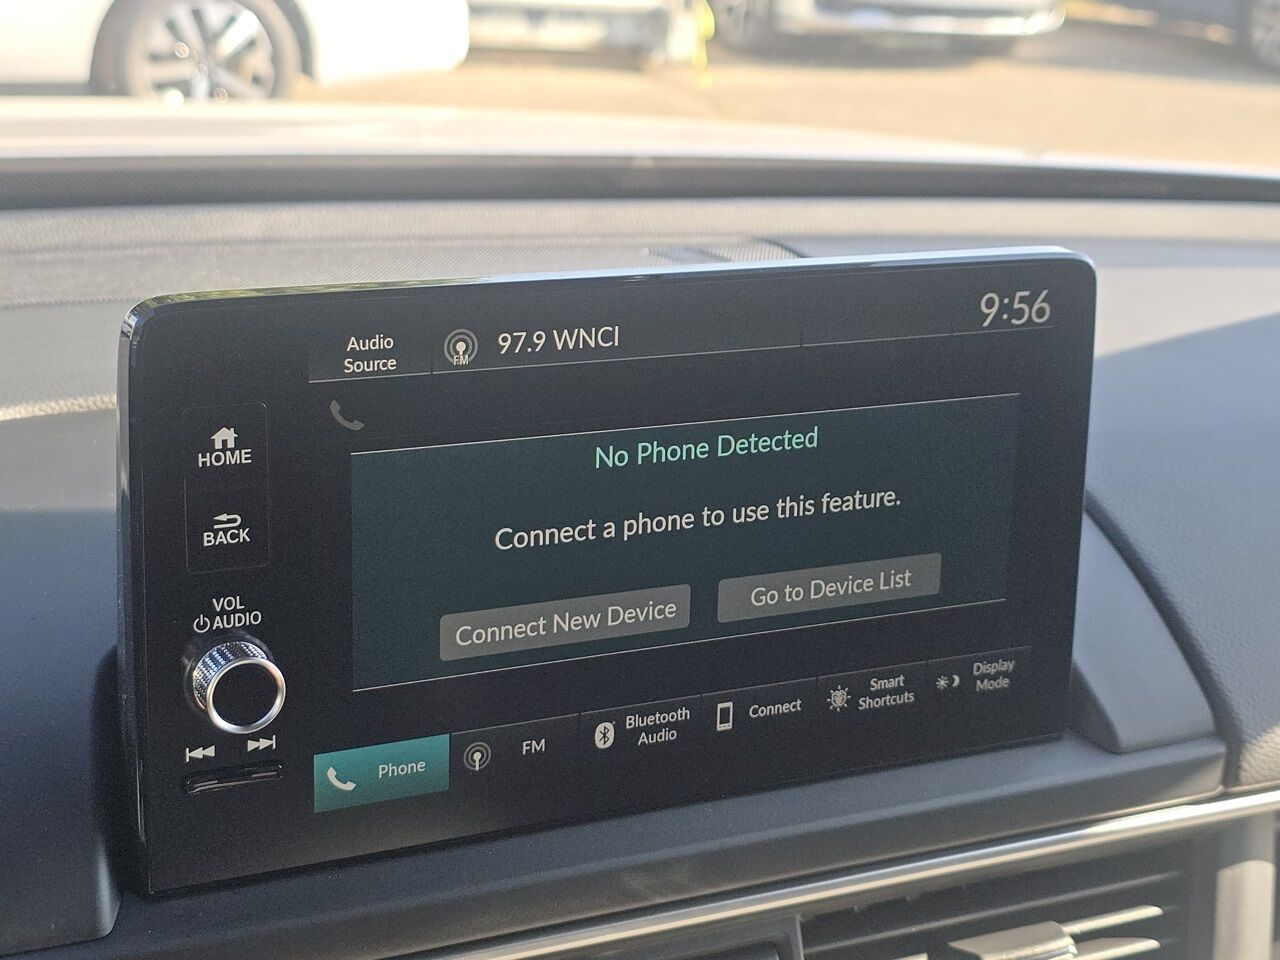 Audio
Source
FM
97.9 WNCI
9:56
HOME
BACK
VOL
AUDIO
No Phone Detected
Connect a phone to use this feature.
Connect New Device
Go to Device List
Phone
FM
Bluetooth
Audio
Connect
Smart
Shortcuts
Display
Mode